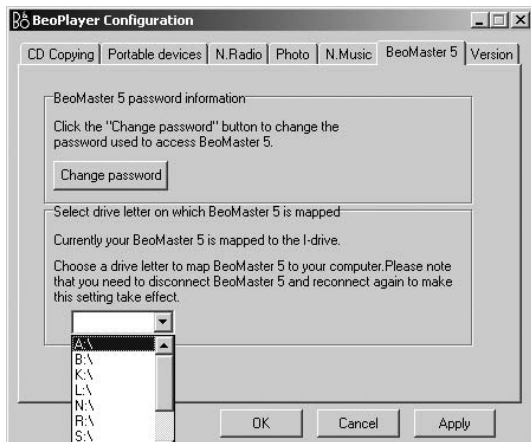 BeoPlayer Configuration
CD Copying Portable devices N.Radio Photo N.Music BeoMaster 5 Version
BeoMaster 5 password information
Click the "Change password" button to change the
password used to access BeoMaster 5.
Change password
Select drive letter on which BeoMaster 5 is mapped
Currently your BeoMaster 5 is mapped to the I-drive.
Choose a drive letter to map BeoMaster 5 to your computer.Please note
that you need to disconnect BeoMaster 5 and reconnect again to make
this setting take effect.
A:\
B:\
K:\
L:\
N:\
R:\
S:\
OK Cancel Apply